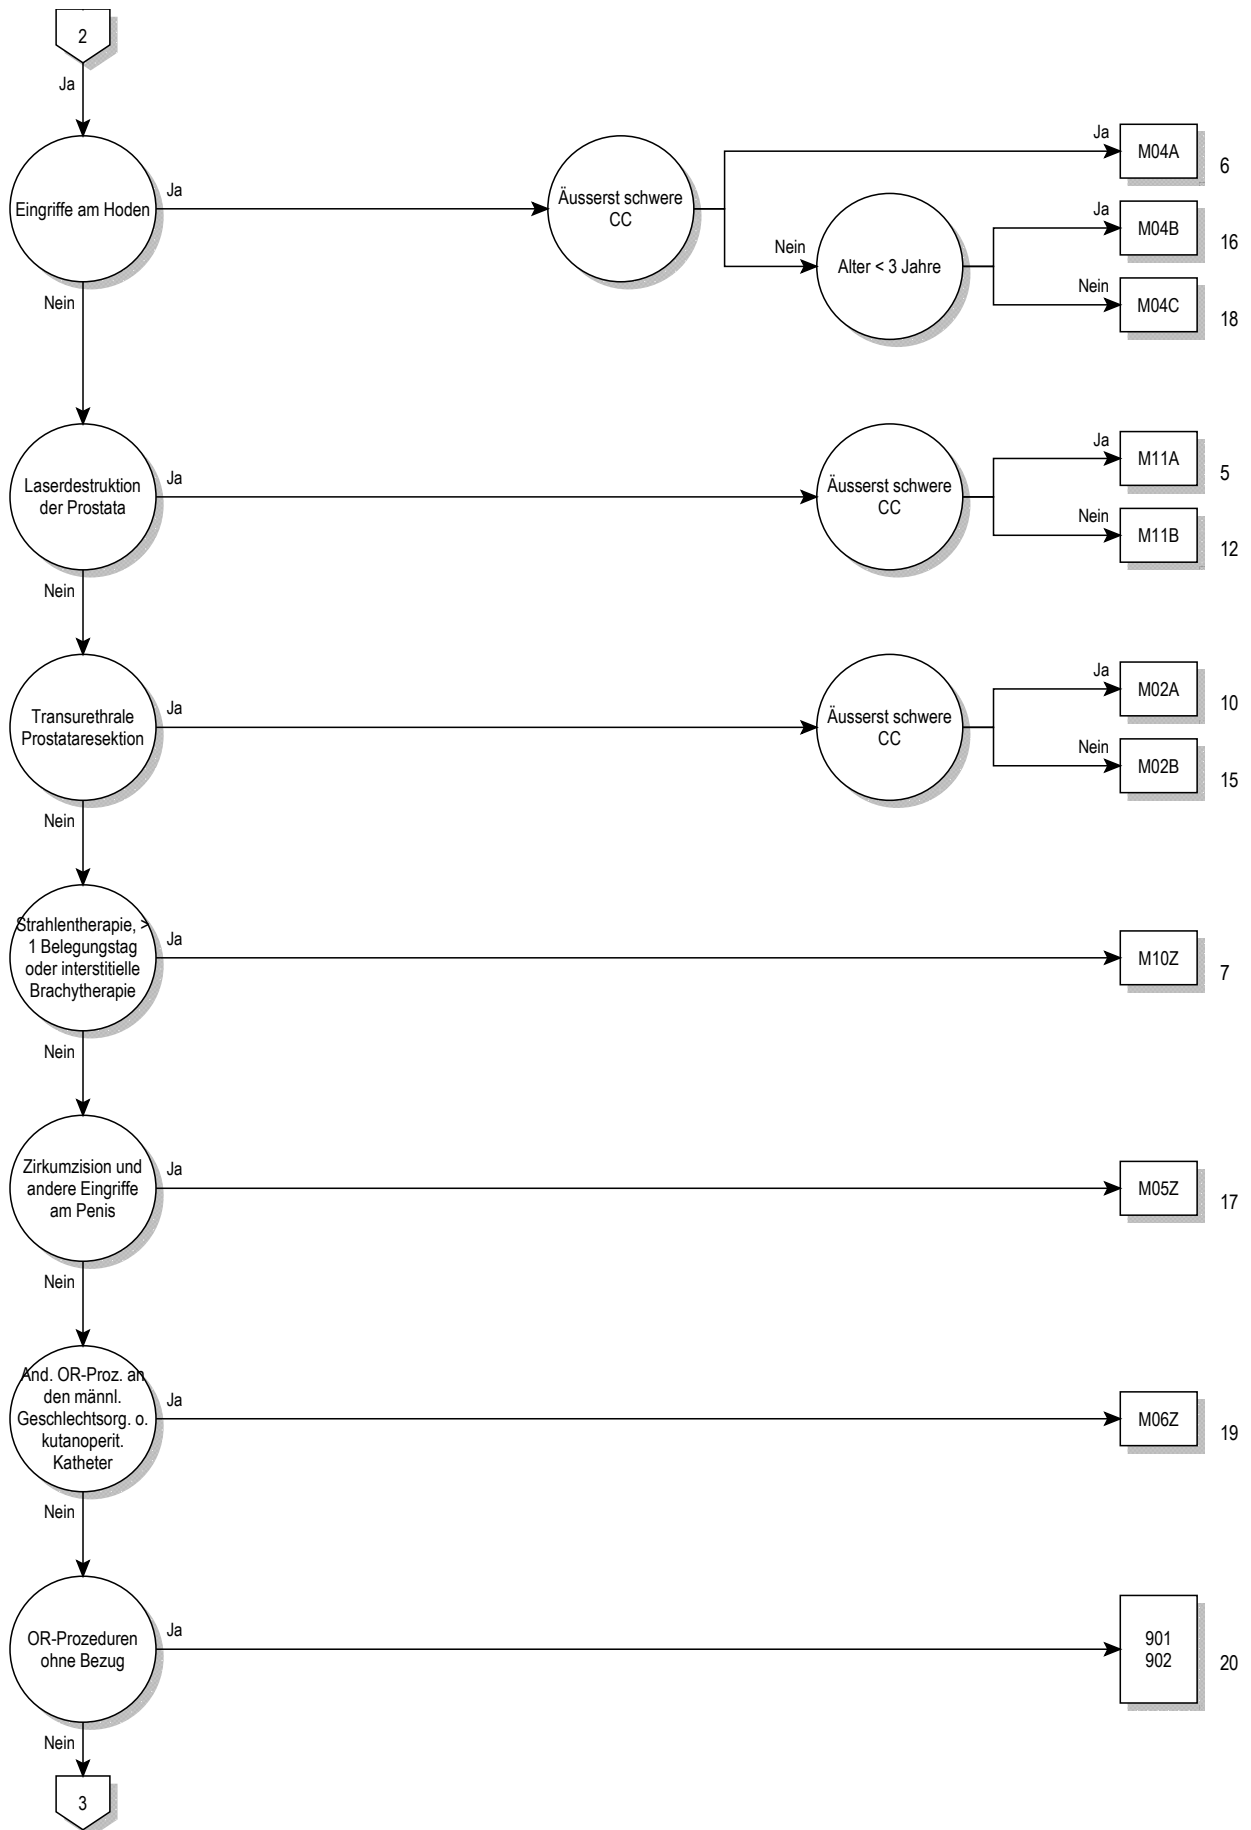 2
Ja
Eingriffe am Hoden
Ja
Äusserst schwere
CC
Ja
M04A
6
Nein
Alter < 3 Jahre
Ja
M04B
16
Nein
M04C
18
Nein
Laserdestruktion
der Prostata
Ja
Äusserst schwere
CC
Ja
M11A
5
Nein
M11B
12
Nein
Transurethrale
Prostataresektion
Ja
Äusserst schwere
CC
Ja
M02A
10
Nein
M02B
15
Nein
Strahlentherapie, >
1 Belegungstag
oder interstitielle
Brachytherapie
Ja
M10Z
7
Nein
Zirkumzision und
andere Eingriffe
am Penis
Ja
M05Z
17
Nein
And. OR-Proz. an
den männl.
Geschlechtsorg. o.
kutanoperit.
Katheter
Ja
M06Z
19
Nein
OR-Prozeduren
ohne Bezug
Ja
901
902
20
Nein
3